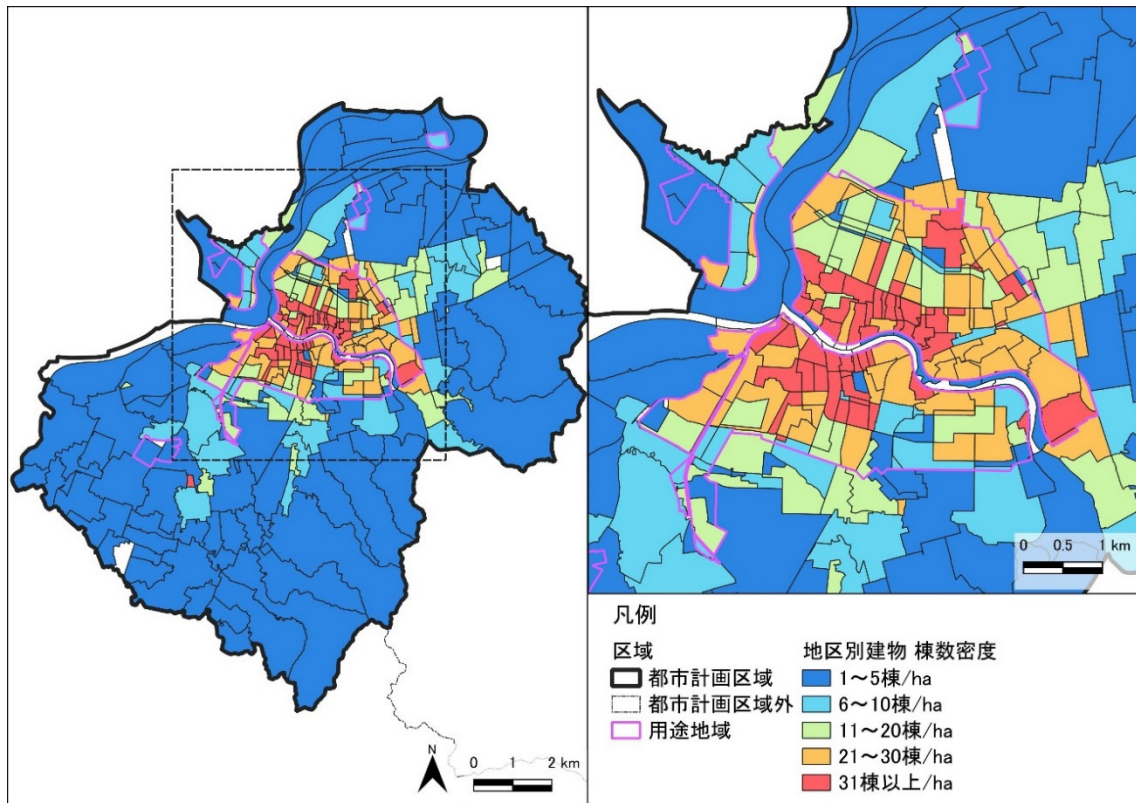 0 0.5 1 km
凡例
区域
都市計画区域
都市計画区域外
用途地域
地区別建物 棟数密度
1～5棟/ha
6～10棟/ha
11～20棟/ha
21～30棟/ha
31棟以上/ha
N
0 1 2 km